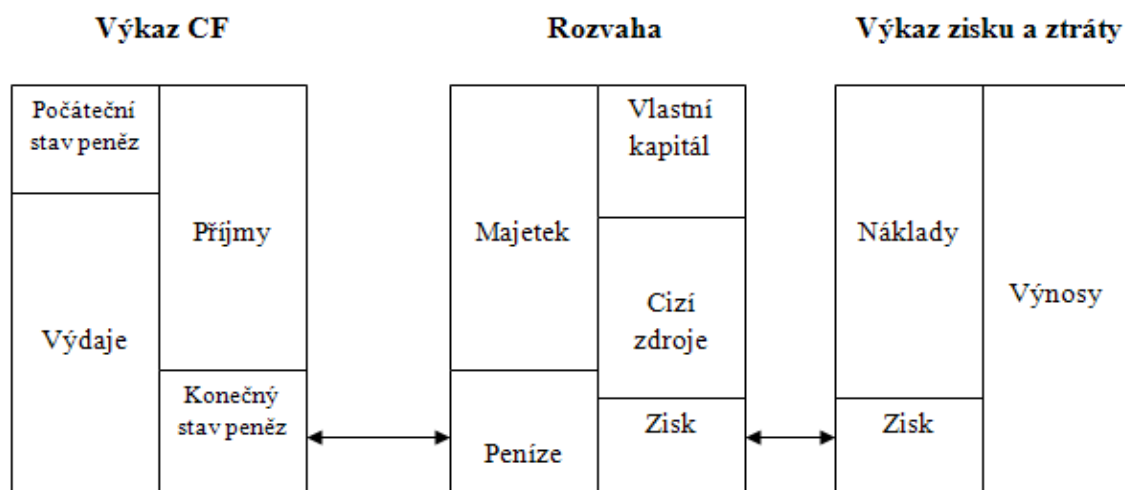 Výkaz CF
Rozvaha
Výkaz zisku a ztráty
Počáteční
stav peněz
Příjmy
Výdaje
Konečný
stav peněz
Majetek
Peníze
Vlastní
kapitál
Cizí
zdroje
Zisk
Náklady
Zisk
Výnosy